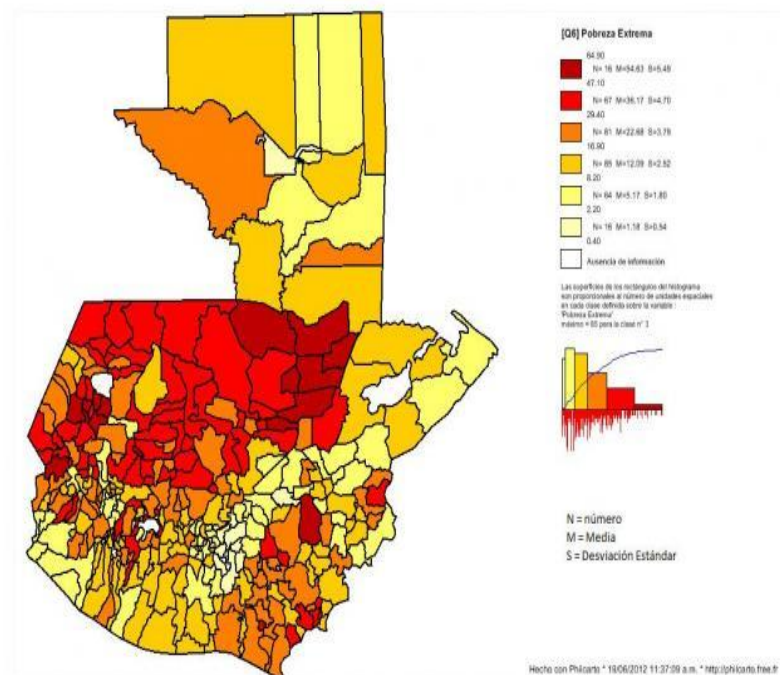 [Q6] Pobreza Extrema
64.90
N= 16 M=54.63 S=5.49
47.10
N= 67 M=36.17 S=4.70
29.40
N= 81 M=22.68 S=3.79
16.90
N= 85 M=12.09 S=2.52
8.20
N= 64 M=5.17 S=1.80
2.20
N= 16 M=1.18 S=0.54
0.40
Ausencia de información
Las superficies de los rectángulos del histograma
son proporcionales al número de unidades espaciales
en cada clase definida sobre la variable :
'Pobreza Extrema'
máximo = 85 para la clase n° 3
N = número
M = Media
S = Desviación Estándar
Hecho con Philcarto * 19/06/2012 11:37:09 a.m. * http://philcarto.free.fr